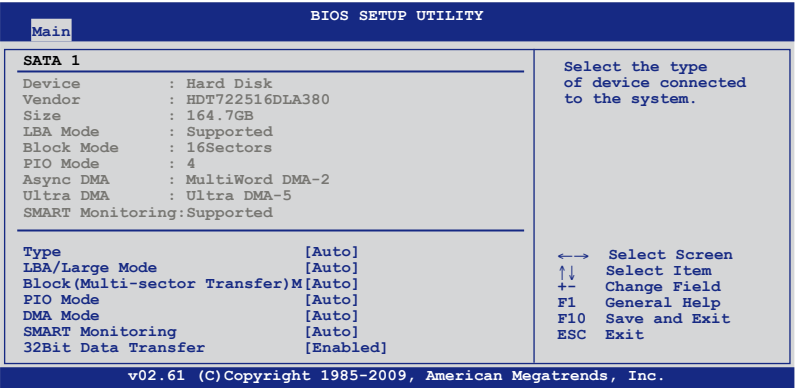 BIOS SETUP UTILITY
Main
SATA 1
Device : Hard Disk
Vendor : HDT722516DLA380
Size : 164.7GB
LBA Mode : Supported
Block Mode : 16Sectors
PIO Mode : 4
Async DMA : MultiWord DMA-2
Ultra DMA : Ultra DMA-5
SMART Monitoring:Supported
Type [Auto]
LBA/Large Mode [Auto]
Block(Multi-sector Transfer)M[Auto]
PIO Mode [Auto]
DMA Mode [Auto]
SMART Monitoring [Auto]
32Bit Data Transfer [Enabled]
Select the type
of device connected
to the system.
←→ Select Screen
↑↓ Select Item
+- Change Field
F1 General Help
F10 Save and Exit
ESC Exit
v02.61 (C)Copyright 1985-2009, American Megatrends, Inc.